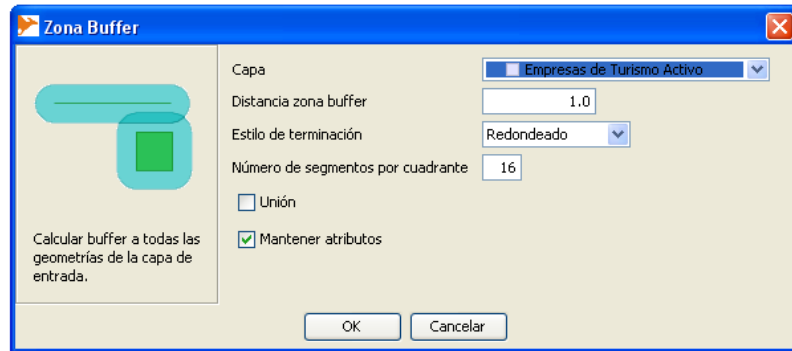 Zona Buffer
Capa
Empresas de Turismo Activo
Distancia zona buffer
1.0
Estilo de terminación
Redondeado
Número de segmentos por cuadrante
16
Unión
Mantener atributos
Calcular buffer a todas las
geometrías de la capa de
entrada.
OK
Cancelar